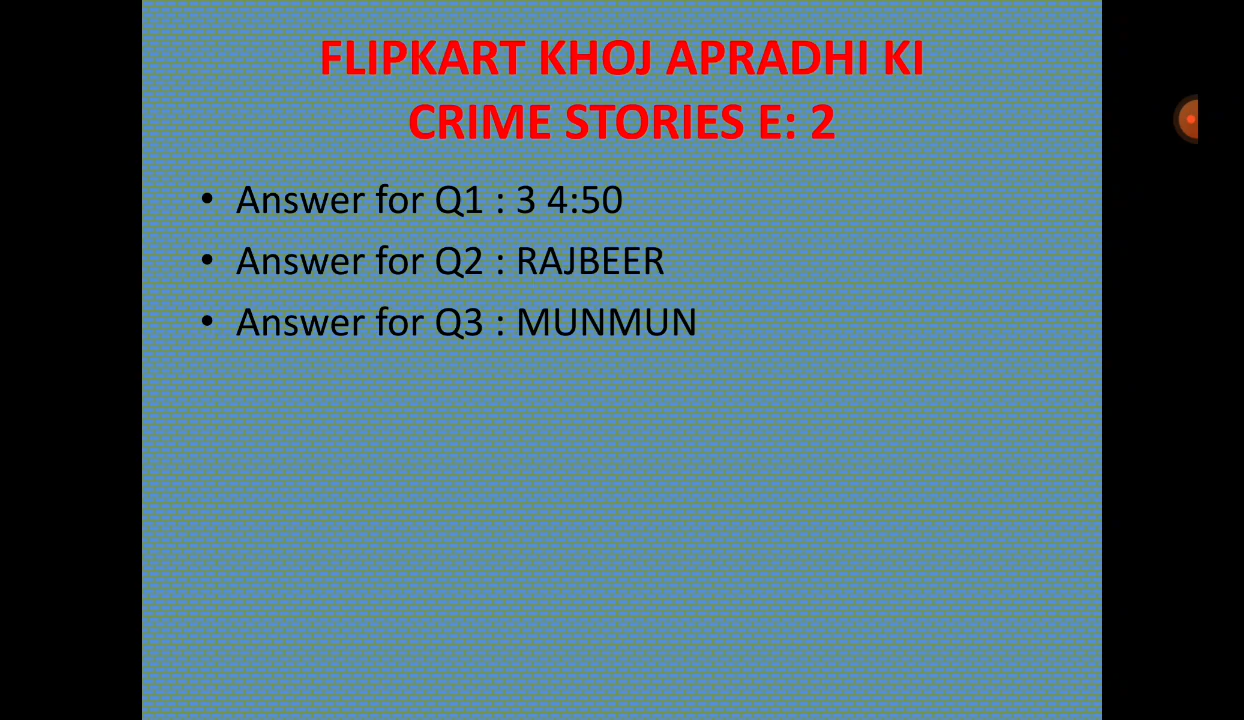 FLIPKART KHOJ APRADHI KI
CRIME STORIES E: 2
• Answer for Q1 : 3 4:50
• Answer for Q2 : RAJBEER
• Answer for Q3 : MUNMUN